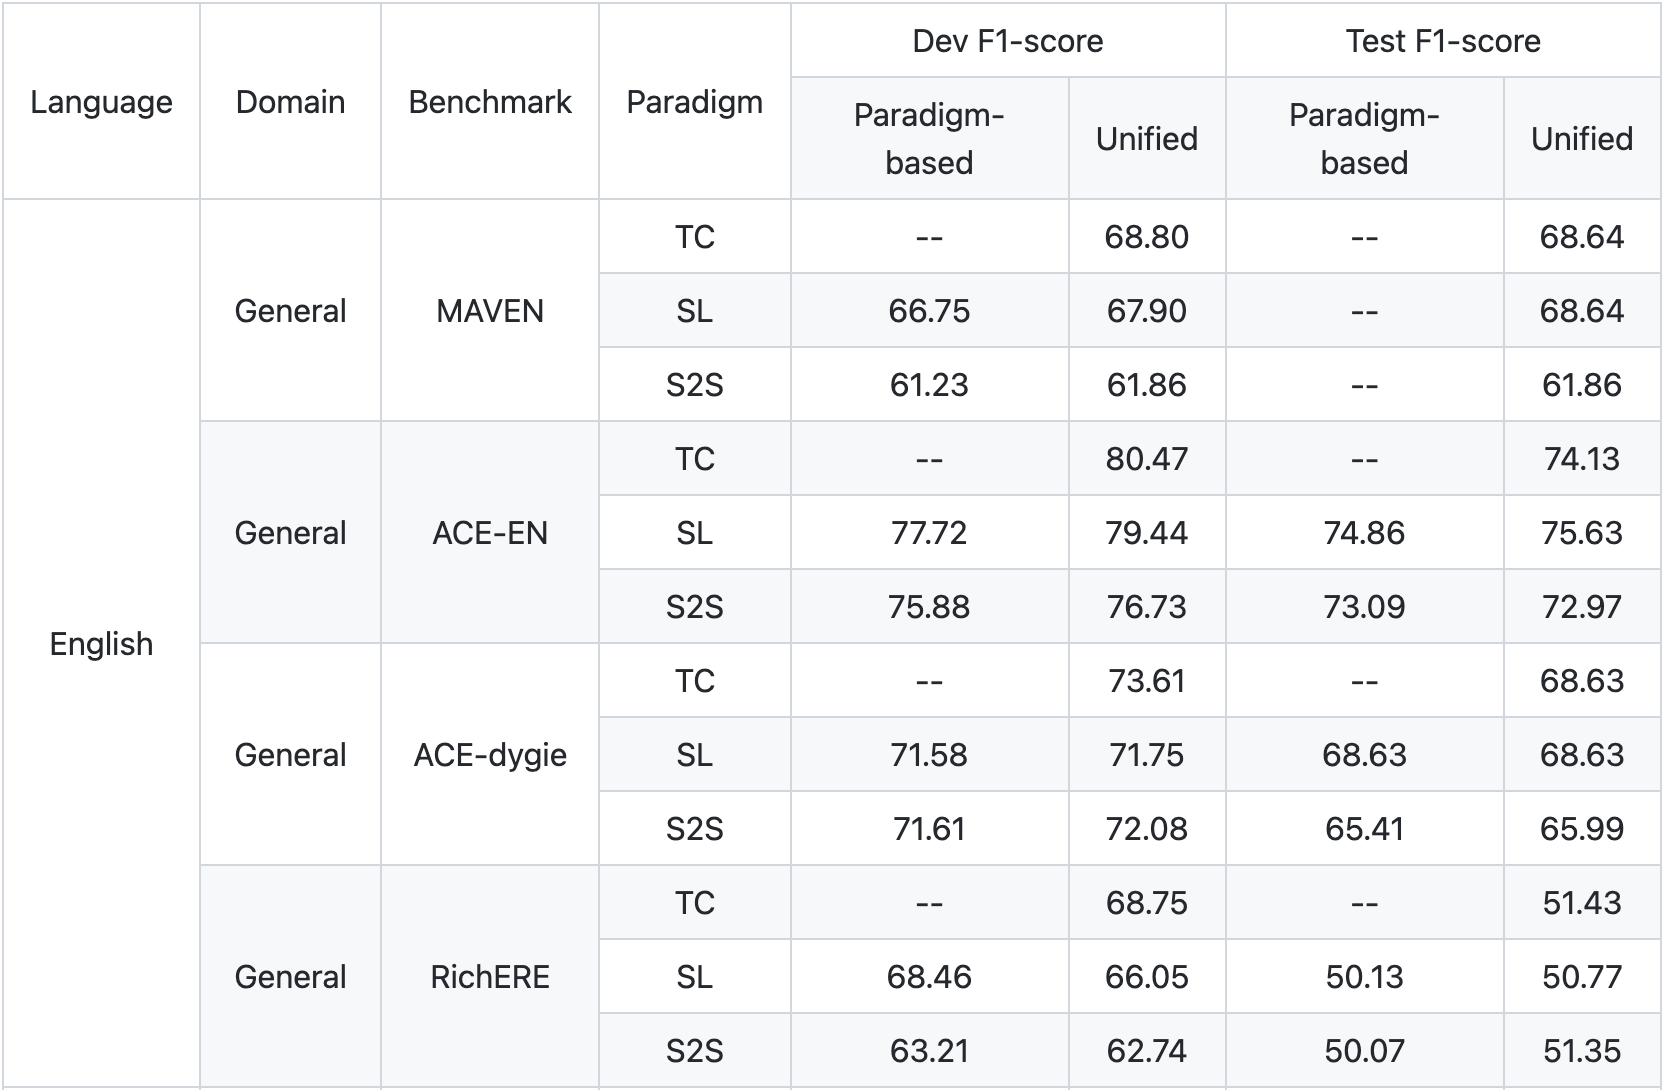 Language Domain Benchmark Paradigm Dev F1-score Test F1-score
Paradigm-based Unified Paradigm-based Unified
English General MAVEN TC -- 68.80 -- 68.64
SL 66.75 67.90 -- 68.64
S2S 61.23 61.86 -- 61.86
General ACE-EN TC -- 80.47 -- 74.13
SL 77.72 79.44 74.86 75.63
S2S 75.88 76.73 73.09 72.97
General ACE-dygie TC -- 73.61 -- 68.63
SL 71.58 71.75 68.63 68.63
S2S 71.61 72.08 65.41 65.99
General RichERE TC -- 68.75 -- 51.43
SL 68.46 66.05 50.13 50.77
S2S 63.21 62.74 50.07 51.35